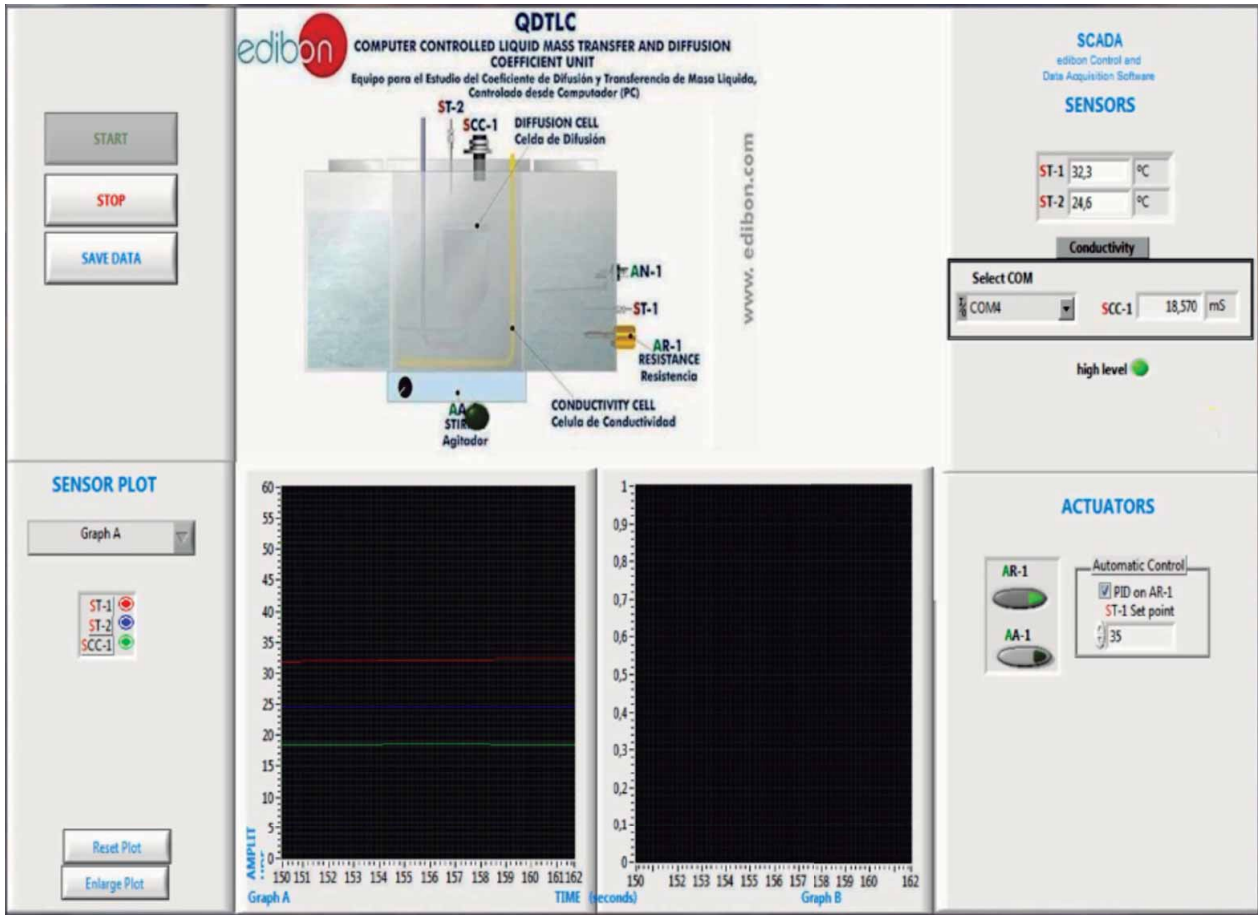 START
STOP
SAVE DATA
edibon
QDTLC
COMPUTER CONTROLLED LIQUID MASS TRANSFER AND DIFFUSION
COEFFICIENT UNIT
Equipo para el Estudio del Coeficiente de Difusión y Transferencia de Masa Líquida,
Controlado desde Computador (PC)
ST-2
SCC-1
DIFFUSION CELL
Celda de Difusión
AN-1
ST-1
AR-1
RESISTANCE
Resistencia
CONDUCTIVITY CELL
Celula de Conductividad
AA
STIR
Agitador
www. edibon.com
SCADA
edibon Control and
Data Acquisition Software
SENSORS
ST-1 32,3 ºC
ST-2 24,6 ºC
Conductivity
Select COM
COM4
SCC-1 18,570 mS
high level
SENSOR PLOT
Graph A
ST-1
ST-2
SCC-1
Reset Plot
Enlarge Plot
60
55
50
45
40
35
30
25
20
15
10
5
0
AMPLIT
150 151 152 153 154 155 156 157 158 159 160 161 162
Graph A
TIME (seconds)
1
0,9
0,8
0,7
0,6
0,5
0,4
0,3
0,2
0,1
0
150 152 153 154 155 156 157 158 159 160 162
Graph B
ACTUATORS
AR-1
AA-1
Automatic Control
PID on AR-1
ST-1 Set point
35